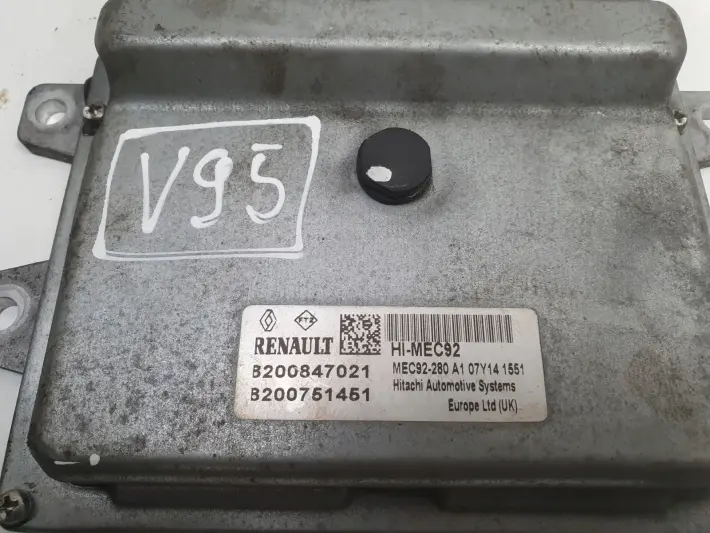 V95
RENAULT
8200847021
8200751451
HI-MEC92
MEC92-280 A1 07Y14 1551
Hitachi Automotive Systems
Europe Ltd (UK)